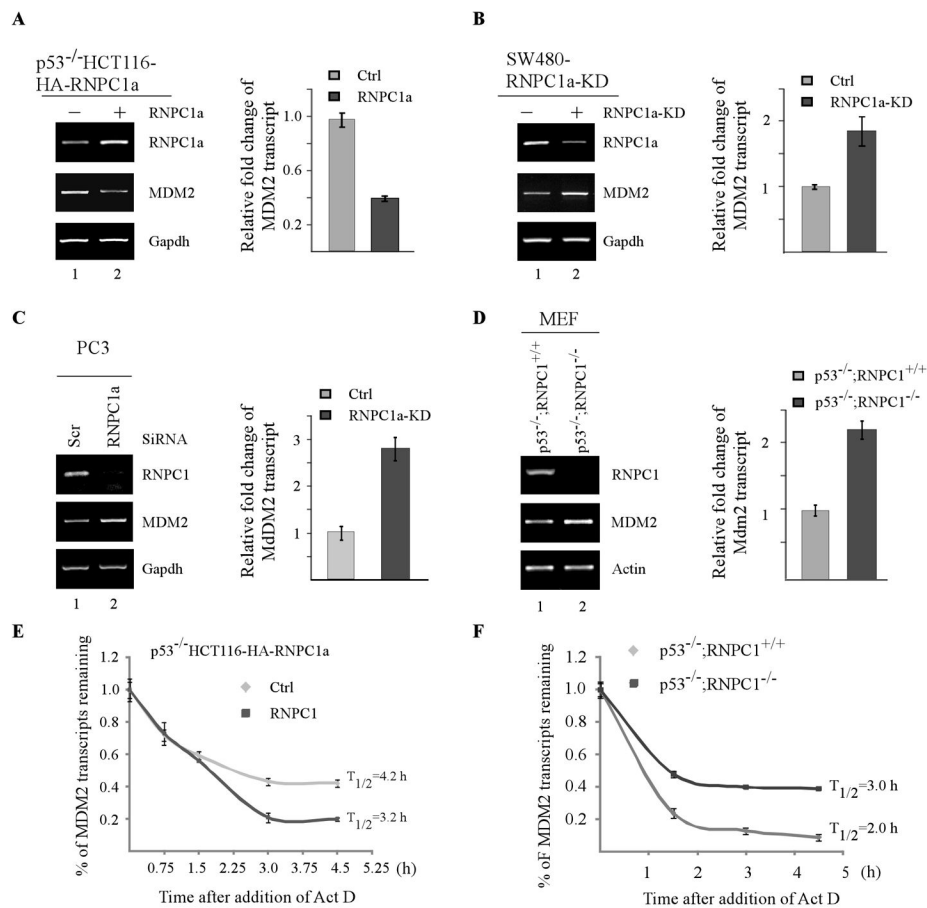 A
p53-/-HCT116-
HA-RNPC1a
− + RNPC1a
RNPC1a
MDM2
Gapdh
1 2
Relative fold change of
MDM2 transcript
Ctrl
RNPC1a
1.0
0.6
0.4
0.2
B
SW480-
RNPC1a-KD
− + RNPC1a-KD
RNPC1a
MDM2
Gapdh
1 2
Relative fold change of
MDM2 transcript
Ctrl
RNPC1a-KD
2
1
C
PC3
Scr
RNPC1a
SiRNA
RNPC1
MDM2
Gapdh
1 2
Relative fold change of
MdDM2 transcript
Ctrl
RNPC1a-KD
3
2
1
D
MEF
p53-/-;RNPC1+/+
p53-/-;RNPC1-/-
RNPC1
MDM2
Actin
1 2
Relative fold change of
Mdm2 transcript
p53-/-;RNPC1+/+
p53-/-;RNPC1-/-
2
1
E
% of MDM2 transcripts remaining
p53-/-HCT116-HA-RNPC1a
Ctrl
RNPC1
1.2
1.0
0.8
0.6
0.4
0.2
T1/2=4.2 h
T1/2=3.2 h
0.75 1.5 2.25 3.0 3.75 4.5 5.25 (h)
Time after addition of Act D
F
% oF MDM2 transcripts remaining
p53-/-;RNPC1+/+
p53-/-;RNPC1-/-
1.2
1.0
0.8
0.6
0.4
0.2
T1/2=3.0 h
T1/2=2.0 h
1 2 3 4 5 (h)
Time after addition of Act D